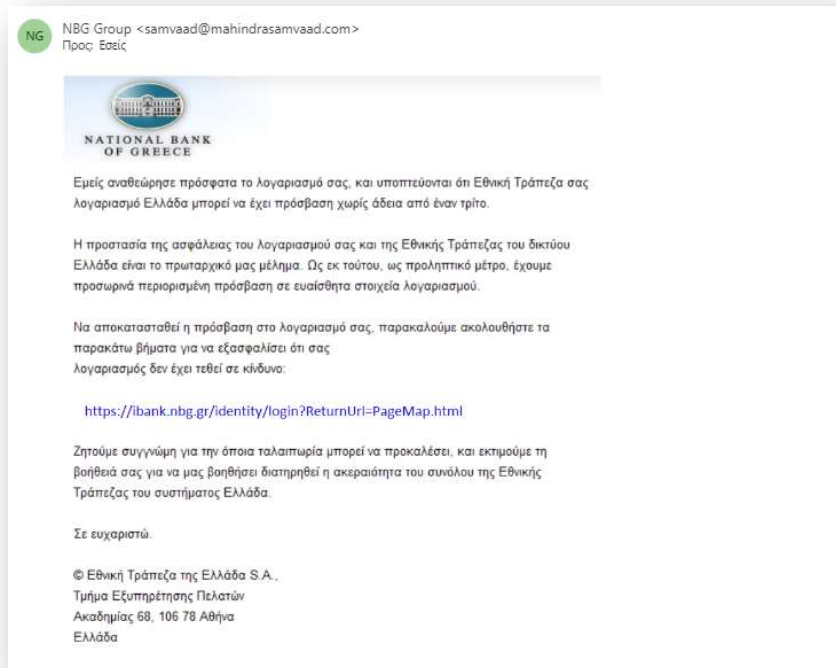 NG
NBG Group <samvaad@mahindrasamvaad.com>
Προς: Εσείς
NATIONAL BANK
OF GREECE
Εμείς αναθεώρησε πρόσφατα το λογαριασμό σας, και υποπτεύονται ότι Εθνική Τράπεζα σας
λογαριασμό Ελλάδα μπορεί να έχει πρόσβαση χωρίς άδεια από έναν τρίτο.
Η προστασία της ασφάλειας του λογαριασμού σας και της Εθνικής Τράπεζας του δικτύου
Ελλάδα είναι το πρωταρχικό μας μέλημα. Ως εκ τούτου, ως προληπτικό μέτρο, έχουμε
προσωρινά περιορισμένη πρόσβαση σε ευαίσθητα στοιχεία λογαριασμού.
Να αποκατασταθεί η πρόσβαση στο λογαριασμό σας, παρακαλούμε ακολουθήστε τα
παρακάτω βήματα για να εξασφαλίσει ότι σας
λογαριασμός δεν έχει τεθεί σε κίνδυνο:
https://ibank.nbg.gr/identity/login?ReturnUrl=PageMap.html
Ζητούμε συγγνώμη για την όποια ταλαιπωρία μπορεί να προκαλέσει, και εκτιμούμε τη
βοήθειά σας για να μας βοηθήσει διατηρηθεί η ακεραιότητα του συνόλου της Εθνικής
Τράπεζας του συστήματος Ελλάδα.
Σε ευχαριστώ.
© Εθνική Τράπεζα της Ελλάδα S.A.,
Τμήμα Εξυπηρέτησης Πελατών
Ακαδημίας 68, 106 78 Αθήνα
Ελλάδα